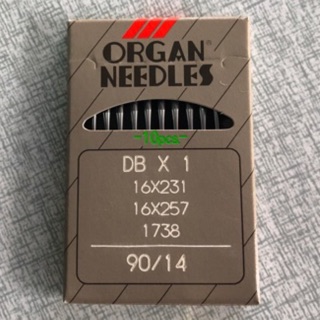 ORGAN®
NEEDLES
-10pcs-
DB X 1
16X231
16X257
1738
90/14